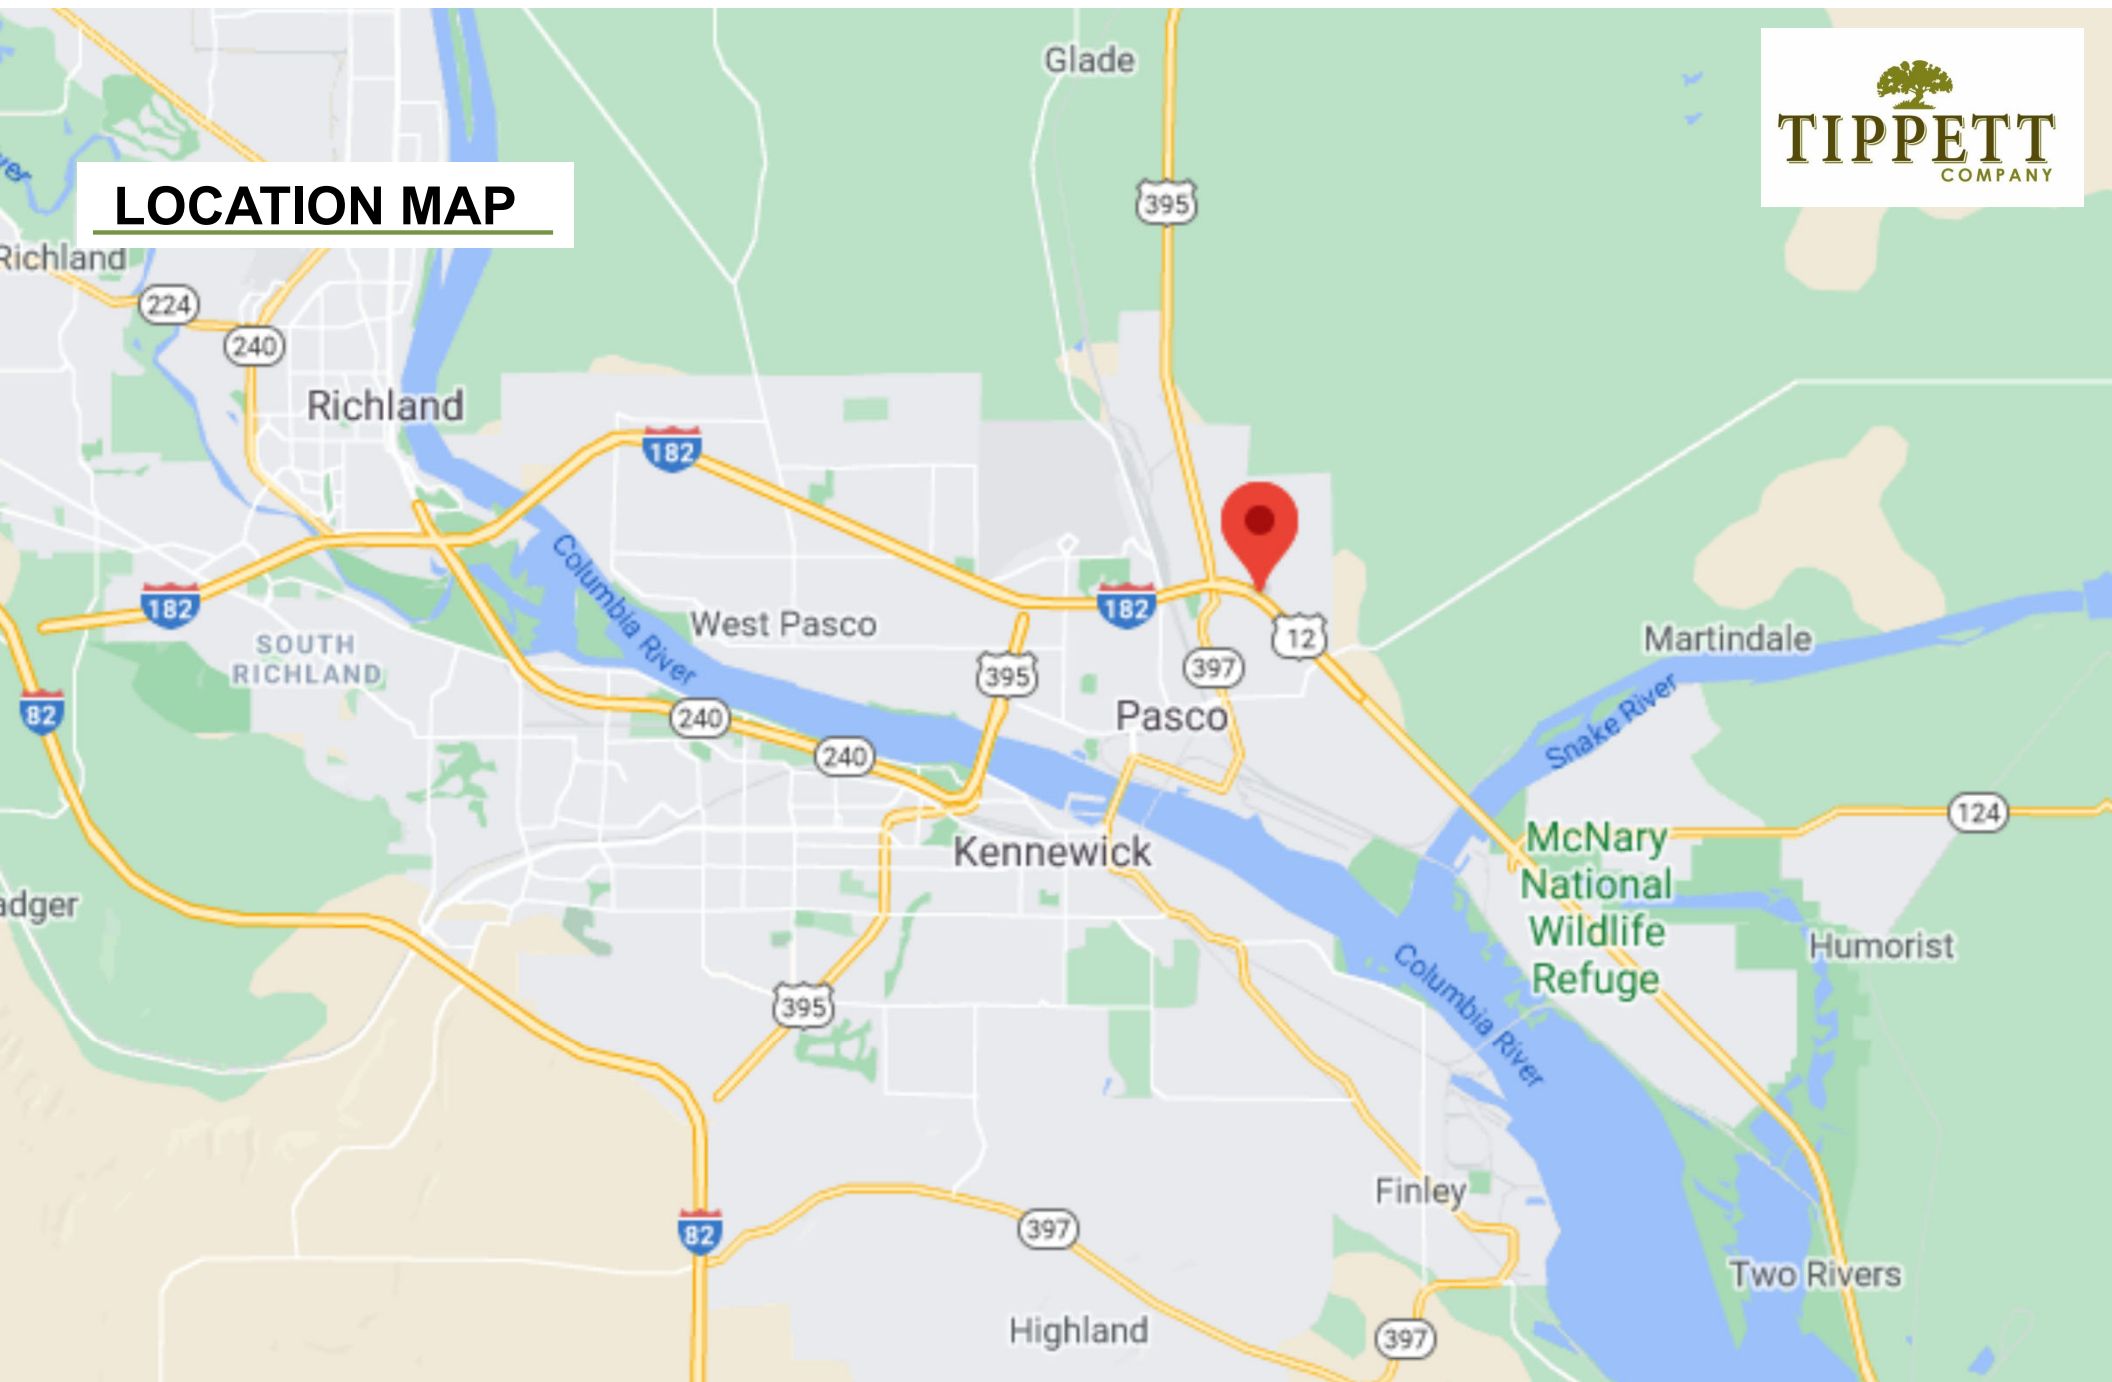 Glade
TIPPETT
COMPANY
LOCATION MAP
395
Richland
224
240
Richland
182
Columbia River
182
182
West Pasco
12
Martindale
SOUTH
RICHLAND
395
397
82
240
Pasco
Snake River
240
124
McNary
National
Wildlife
Refuge
Kennewick
Humorist
Columbia River
395
Finley
82
397
Two Rivers
Highland
397